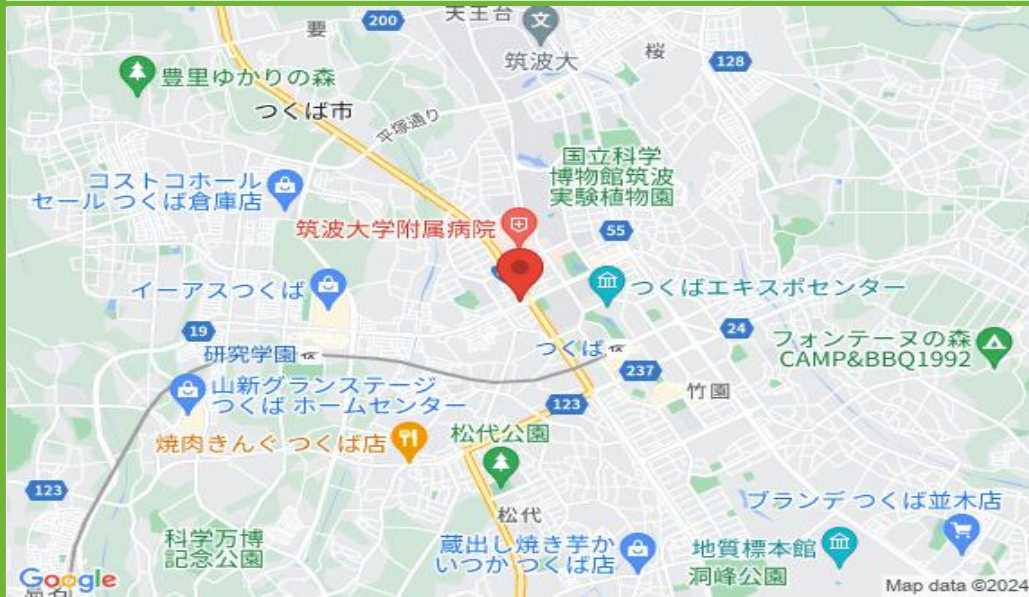 200
要
天王台
筑波大
桜
128
豊里ゆかりの森
つくば市
平塚通り
国立科学
博物館筑波
実験植物園
コストコホール
セール つくば倉庫店
筑波大学附属病院
55
イーアスつくば
つくばエキスポセンター
19
研究学園
つくば
24
フォンテーヌの森
CAMP&BBQ1992
237
山新グランステージ
つくば ホームセンター
竹園
123
焼肉きんぐ つくば店
松代公園
123
松代
ブランデ つくば並木店
科学万博
記念公園
蔵出し焼き芋か
いつか つくば店
地質標本館
洞峰公園
Google
Map data ©2024